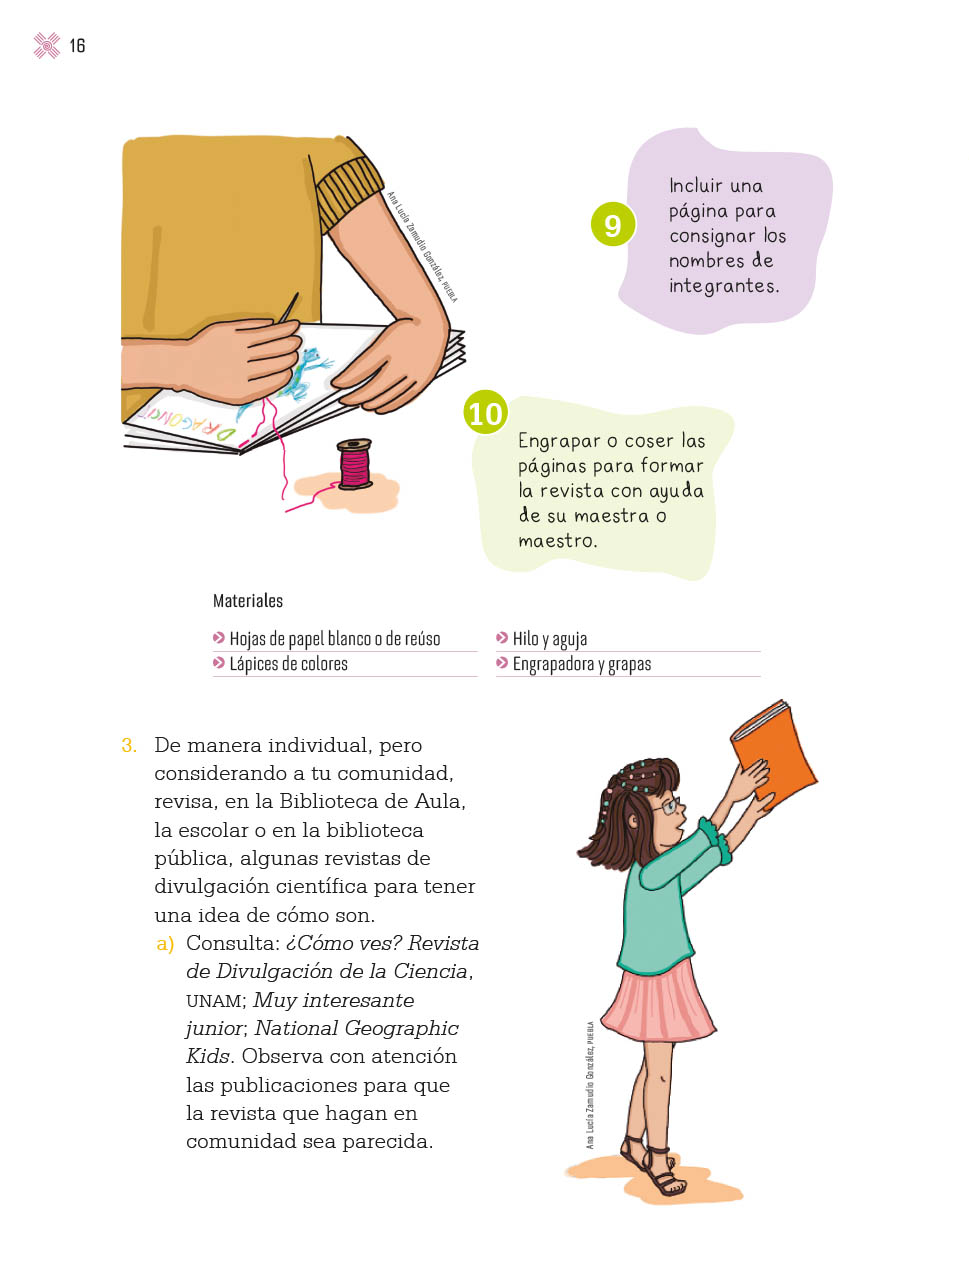 16
Ana Lucía Zamudio González, PUEBLA
9
Incluir una
página para
consignar los
nombres de
integrantes.
DRAGONCIT
10
Engrapar o coser las
páginas para formar
la revista con ayuda
de su maestra o
maestro.
Materiales
Hojas de papel blanco o de reúso
Lápices de colores
Hilo y aguja
Engrapadora y grapas
3. De manera individual, pero
considerando a tu comunidad,
revisa, en la Biblioteca de Aula,
la escolar o en la biblioteca
pública, algunas revistas de
divulgación científica para tener
una idea de cómo son.
a) Consulta: ¿Cómo ves? Revista
de Divulgación de la Ciencia,
UNAM; Muy interesante
junior; National Geographic
Kids. Observa con atención
las publicaciones para que
la revista que hagan en
comunidad sea parecida.
Ana Lucía Zamudio González, PUEBLA